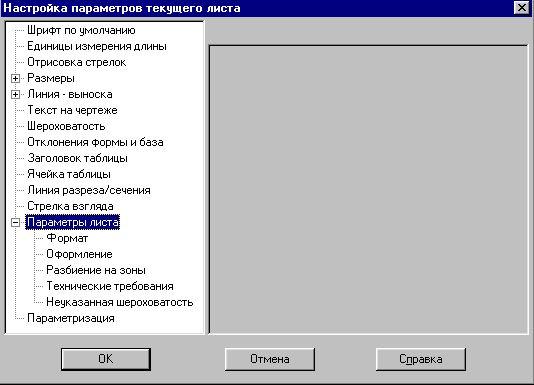 Настройка параметров текущего листа
Шрифт по умолчанию
Единицы измерения длины
Отрисовка стрелок
Размеры
Линия - выноска
Текст на чертеже
Шероховатость
Отклонения формы и база
Заголовок таблицы
Ячейка таблицы
Линия разреза/сечения
Стрелка взгляда
Параметры листа
Формат
Оформление
Разбиение на зоны
Технические требования
Неуказанная шероховатость
Параметризация
OK Отмена Справка